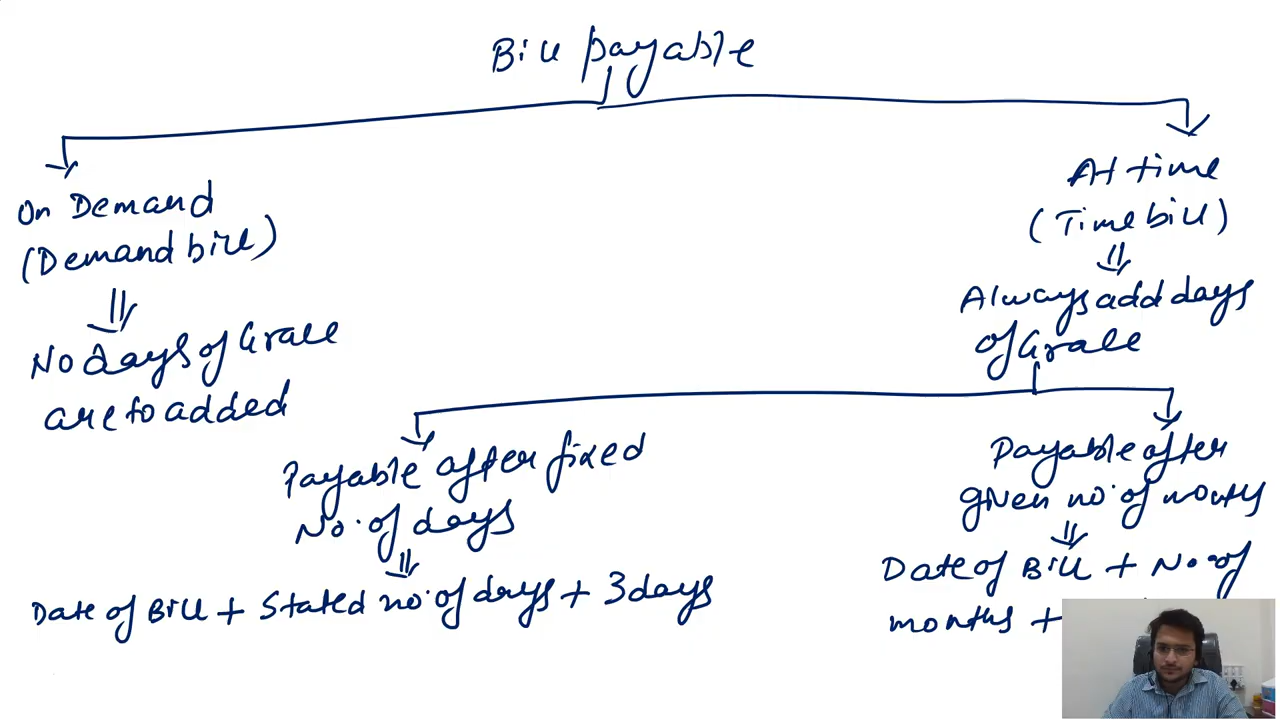 Bill payable
On Demand
(Demand bill)
No days of Grace
are to added
At time
(Time bill)
Always add days
of Grace
Payable after fixed
No. of days
Date of Bill + Stated no. of days + 3 days
Payable after
given no. of months
Date of Bill + No. of
months +